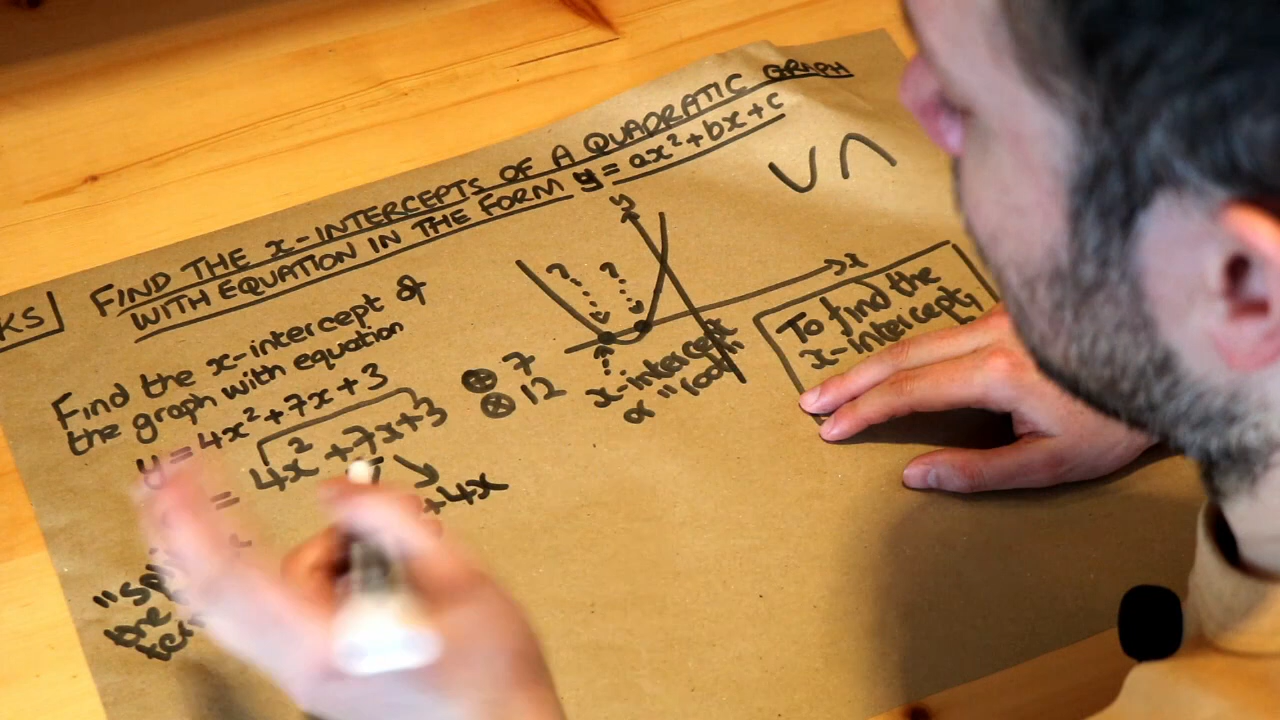 KS
FIND THE x-INTERCEPTS OF A QUADRATIC GRAPH
WITH EQUATION IN THE FORM y = ax² + bx + c
Find the x-intercept of
the graph with equation
y = 4x² + 7x + 3
= 4x² + 7x + 3
+4x
⊕ 7
⊗ 12
y
x
? ?
x-intercept
or "root"
To find the
x-intercept,
the